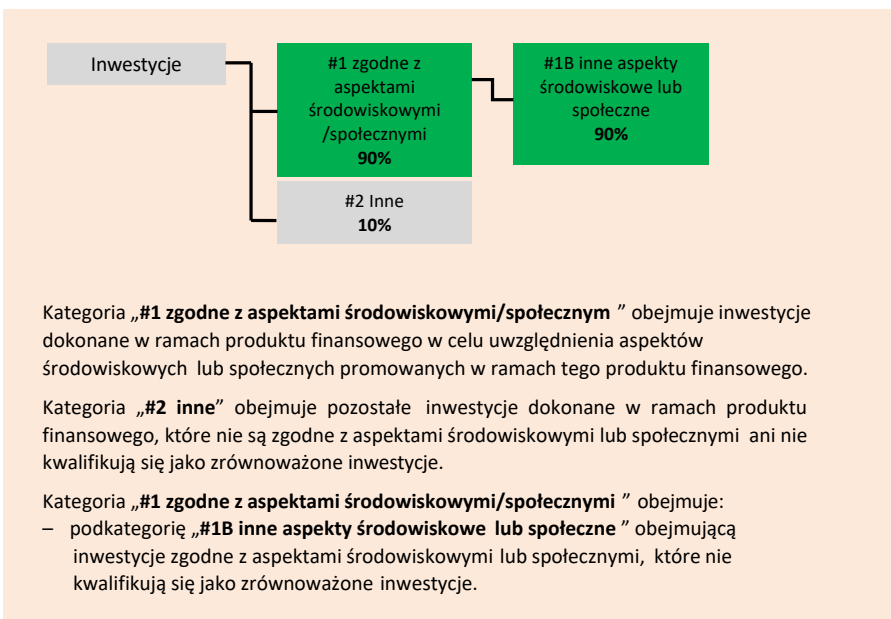 Inwestycje
#1 zgodne z
aspektami
środowiskowymi
/społecznymi
90%
#1B inne aspekty
środowiskowe lub
społeczne
90%
#2 Inne
10%
Kategoria „#1 zgodne z aspektami środowiskowymi/społecznym ” obejmuje inwestycje
dokonane w ramach produktu finansowego w celu uwzględnienia aspektów
środowiskowych lub społecznych promowanych w ramach tego produktu finansowego.
Kategoria „#2 inne” obejmuje pozostałe inwestycje dokonane w ramach produktu
finansowego, które nie są zgodne z aspektami środowiskowymi lub społecznymi ani nie
kwalifikują się jako zrównoważone inwestycje.
Kategoria „#1 zgodne z aspektami środowiskowymi/społecznymi ” obejmuje:
– podkategorię „#1B inne aspekty środowiskowe lub społeczne ” obejmującą
inwestycje zgodne z aspektami środowiskowymi lub społecznymi, które nie
kwalifikują się jako zrównoważone inwestycje.